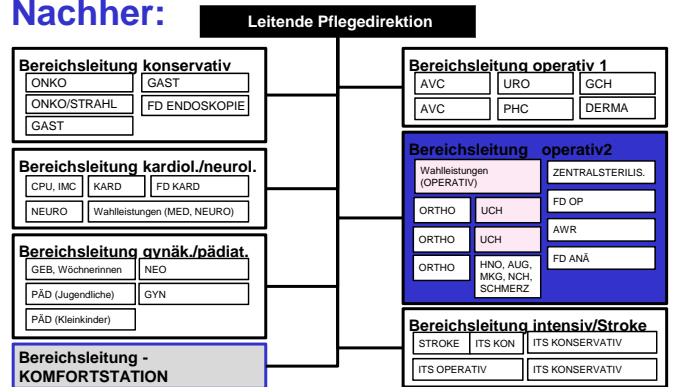 Nachher:
Leitende Pflegedirektion
Bereichsleitung konservativ
ONKO
GAST
ONKO/STRAHL
FD ENDOSKOPIE
GAST
Bereichsleitung kardiol./neurol.
CPU, IMC
KARD
FD KARD
NEURO
Wahlleistungen (MED, NEURO)
Bereichsleitung gynäk./pädiat.
GEB, Wöchnerinnen
NEO
PÄD (Jugendliche)
GYN
PÄD (Kleinkinder)
Bereichsleitung -
KOMFORTSTATION
Bereichsleitung operativ 1
AVC
URO
GCH
AVC
PHC
DERMA
Bereichsleitung operativ2
Wahlleistungen
(OPERATIV)
ZENTRALSTERILIS.
ORTHO
UCH
FD OP
ORTHO
UCH
AWR
ORTHO
HNO, AUG,
MKG, NCH,
SCHMERZ
FD ANÄ
Bereichsleitung intensiv/Stroke
STROKE
ITS KON
ITS KONSERVATIV
ITS OPERATIV
ITS KONSERVATIV